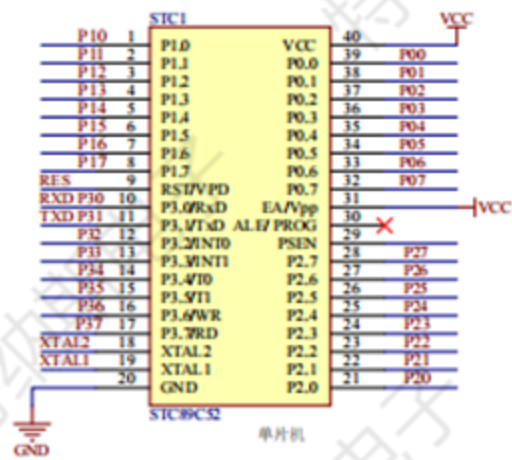 STC1
VCC
P10 1 P1.0 VCC 40
P11 2 P1.1 P0.0 39 P00
P12 3 P1.2 P0.1 38 P01
P13 4 P1.3 P0.2 37 P02
P14 5 P1.4 P0.3 36 P03
P15 6 P1.5 P0.4 35 P04
P16 7 P1.6 P0.5 34 P05
P17 8 P1.7 P0.6 33 P06
RES 9 RST/VPD P0.7 32 P07
RXD P30 10 P3.0/RxD EA/Vpp 31 VCC
TXD P31 11 P3.1/TxD ALE/PROG 30
P32 12 P3.2/INT0 PSEN 29
P33 13 P3.3/INT1 P2.7 28 P27
P34 14 P3.4/T0 P2.6 27 P26
P35 15 P3.5/T1 P2.5 26 P25
P36 16 P3.6/WR P2.4 25 P24
P37 17 P3.7/RD P2.3 24 P23
XTAL2 18 XTAL2 P2.2 23 P22
XTAL1 19 XTAL1 P2.1 22 P21
20 GND P2.0 21 P20
STC89C52
单片机
GND